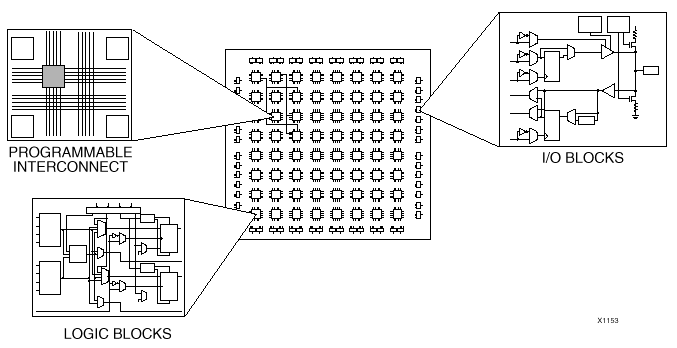 PROGRAMMABLE
INTERCONNECT
I/O BLOCKS
LOGIC BLOCKS
X1153